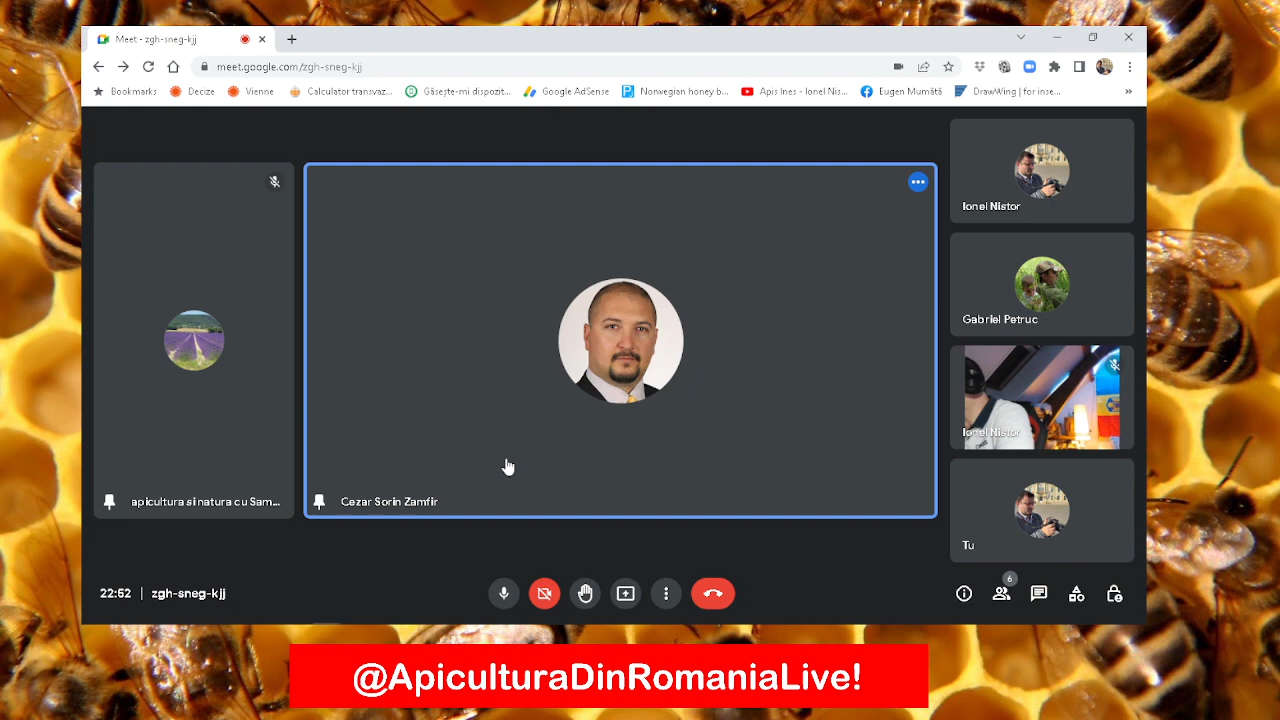 Meet - zgh-sneg-kjj
meet.google.com/zgh-sneg-kjj
Bookmarks Decize Vienne Calculator transvaz... Găsește-mi dispozit... Google AdSense Norwegian honey b... Apis Ines - Ionel Nis... Eugen Mumătă DrawWing | for inse... »
apicultura si natura cu Sam...
Cezar Sorin Zamfir
Ionel Nistor
Gabriel Petruc
Ionel Nistor
Tu
22:52 | zgh-sneg-kjj
6
@ApiculturaDinRomaniaLive!